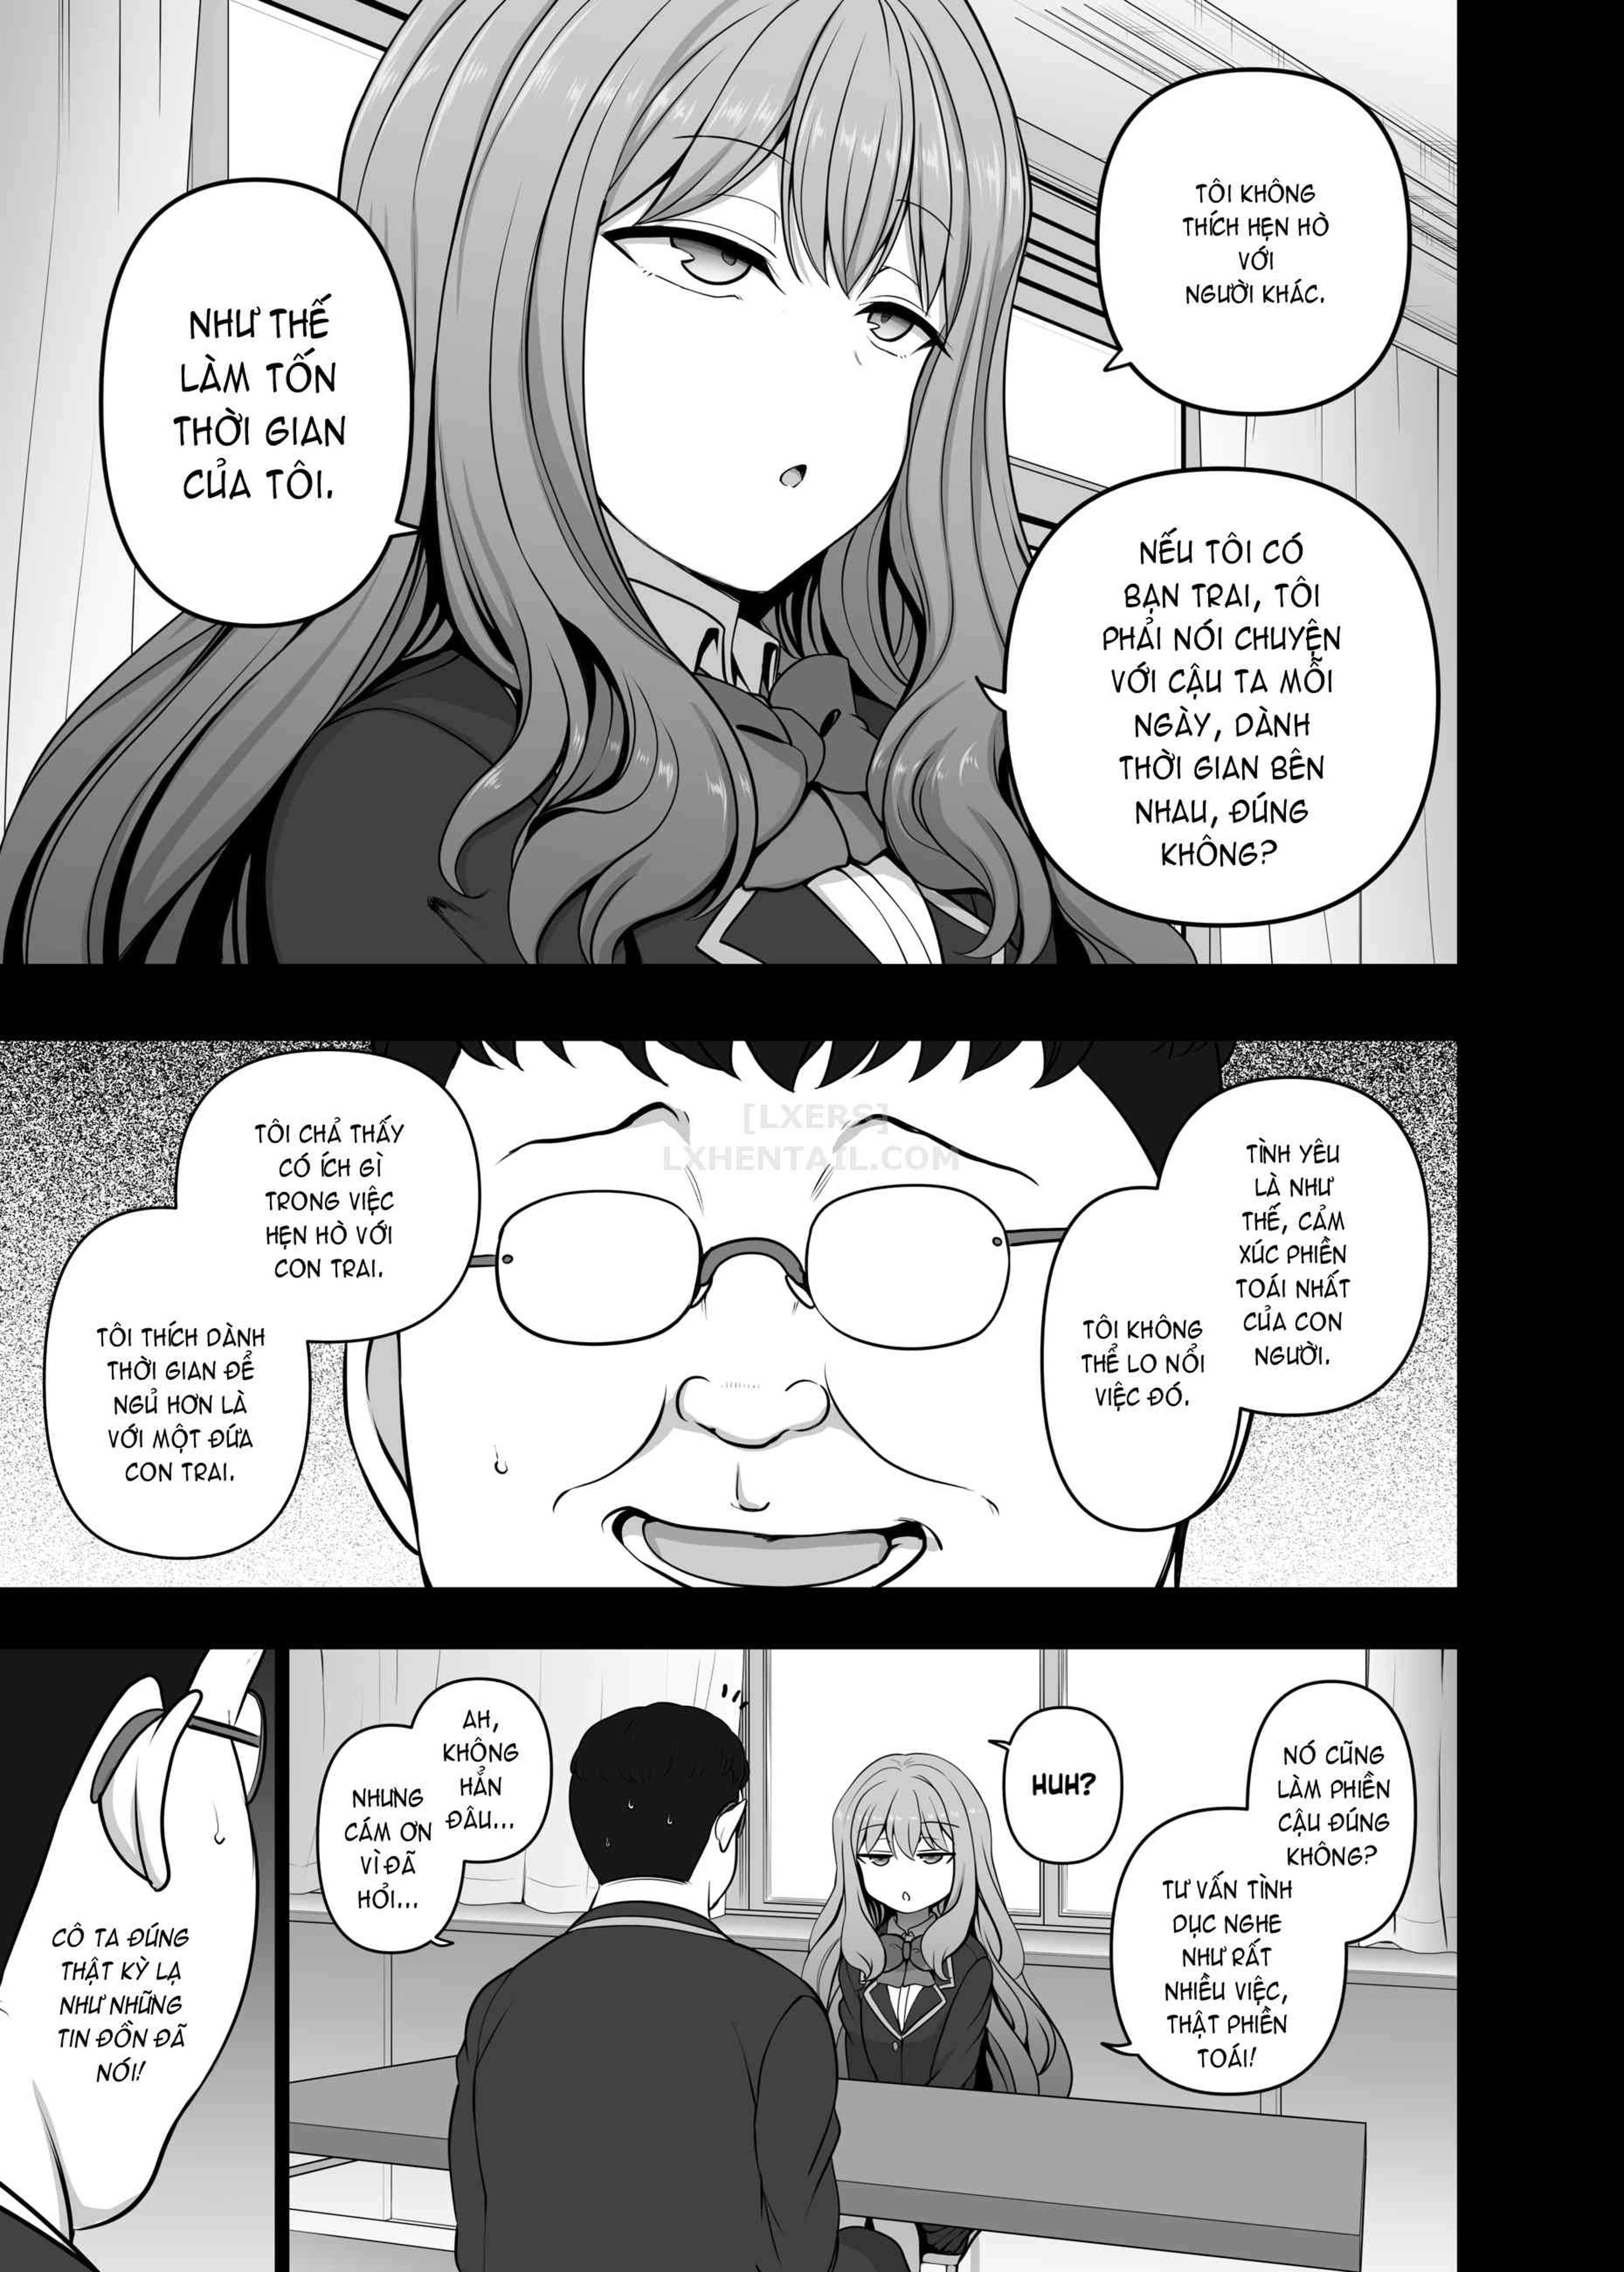 TÔI KHÔNG
THÍCH HẸN HÒ
VỚI
NGƯỜI KHÁC.
NẾU TÔI CÓ
BẠN TRAI, TÔI
PHẢI NÓI CHUYỆN
VỚI CẬU TA MỖI
NGÀY, DÀNH
THỜI GIAN BÊN
NHAU, ĐÚNG
KHÔNG?
NHƯ THẾ
LÀM TỐN
THỜI GIAN
CỦA TÔI.
TÌNH YÊU
LÀ NHƯ
THẾ, CẢM
XÚC PHIỀN
TOÁI NHẤT
CỦA CON
NGƯỜI.
TÔI KHÔNG
THỂ LO NỔI
VIỆC ĐÓ.
[LXERS]
LXHENTAIL.COM
TÔI CHẢ THẤY
CÓ ÍCH GÌ
TRONG VIỆC
HẸN HÒ VỚI
CON TRAI.
TÔI THÍCH DÀNH
THỜI GIAN ĐỂ
NGỦ HƠN LÀ
VỚI MỘT ĐỨA
CON TRAI.
NÓ CŨNG
LÀM PHIỀN
CẬU ĐÚNG
KHÔNG?
TƯ VẤN TÌNH
DỤC NGHE
NHƯ RẤT
NHIỀU VIỆC,
THẬT PHIỀN
TOÁI!
HUH?
AH,
KHÔNG
HẲN
ĐÂU...
NHƯNG
CÁM ƠN
VÌ ĐÃ
HỎI...
CÔ TA ĐÚNG
THẬT KỲ LẠ
NHƯ NHỮNG
TIN ĐỒN ĐÃ
NÓI!